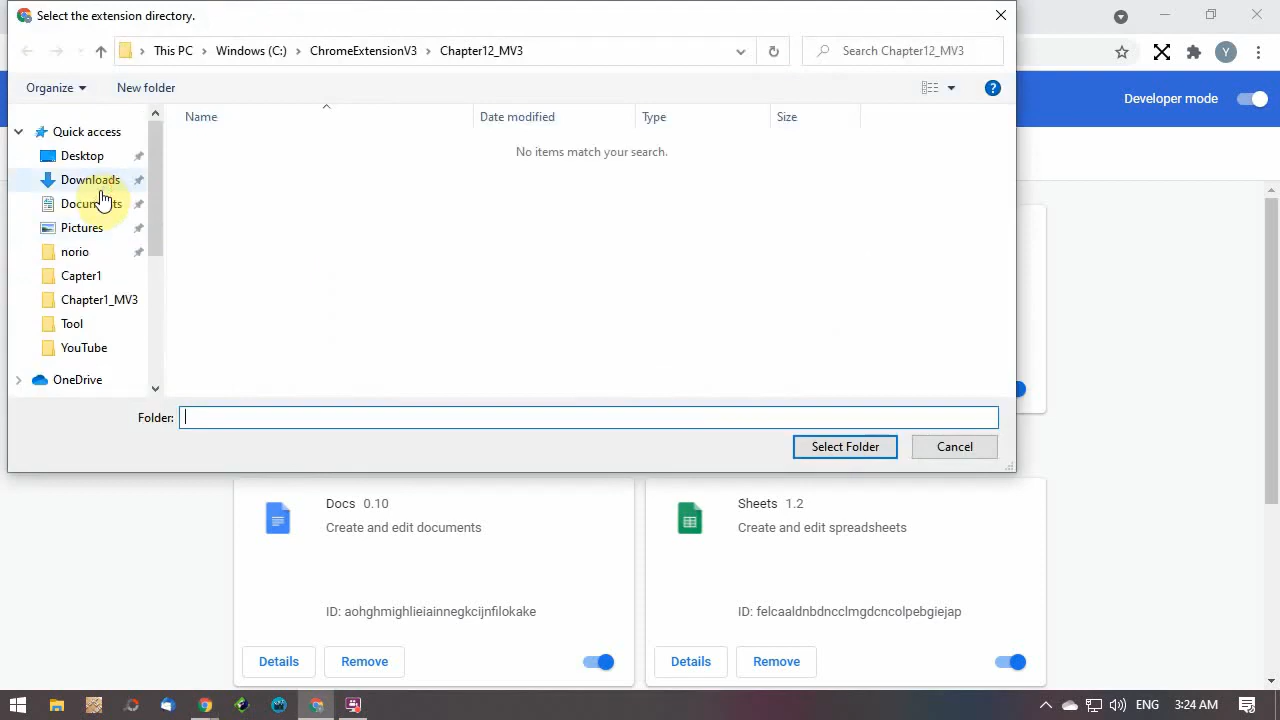 Select the extension directory.
This PC > Windows (C:) > ChromeExtensionV3 > Chapter12_MV3
Search Chapter12_MV3
Organize
New folder
Developer mode
Y
Name
Date modified
Type
Size
No items match your search.
Quick access
Desktop
Downloads
Documents
Pictures
norio
Capter1
Chapter1_MV3
Tool
YouTube
OneDrive
Folder:
Select Folder
Cancel
Docs 0.10
Create and edit documents
ID: aohghmighlieiainnegkcijnfilokake
Details
Remove
Sheets 1.2
Create and edit spreadsheets
ID: felcaaldnbdncclmgdcncolpebgiejap
Details
Remove
ENG
3:24 AM